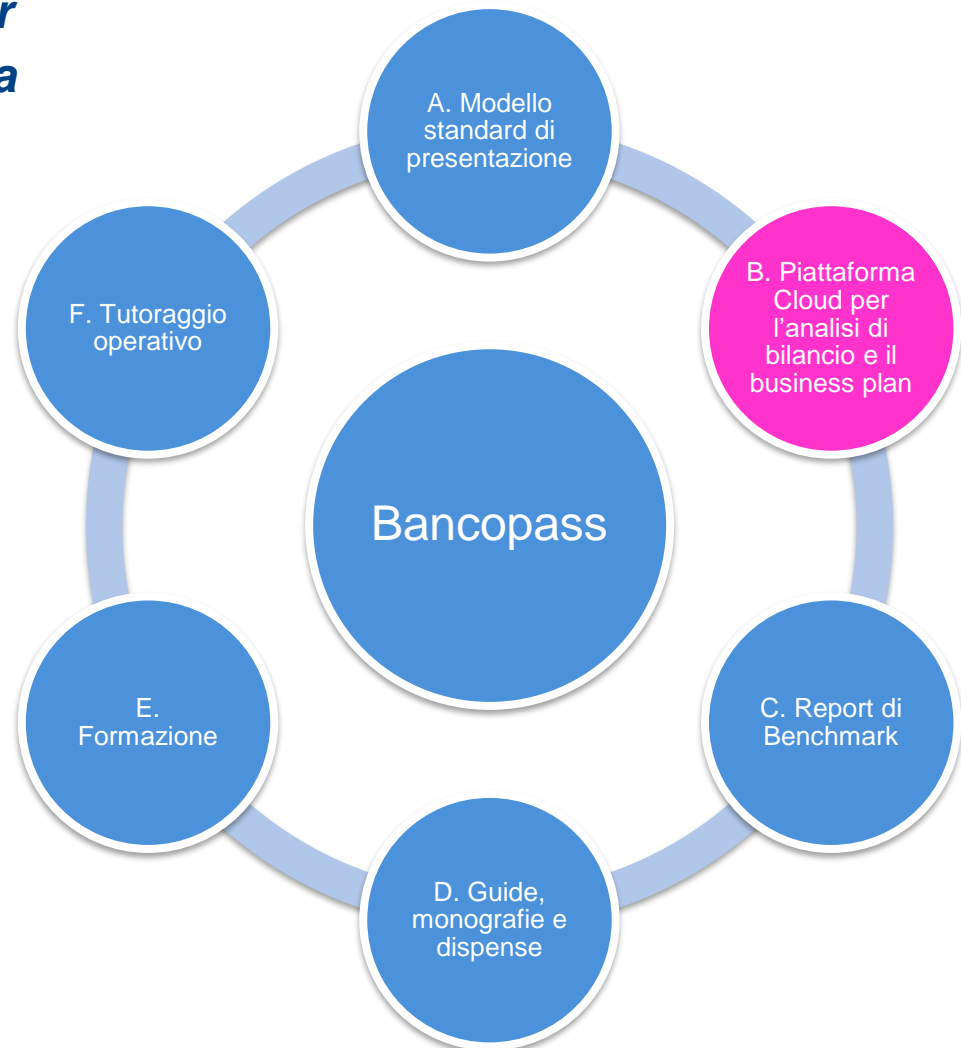 r
a
A. Modello
standard di
presentazione
B. Piattaforma
Cloud per
l’analisi di
bilancio e il
business plan
C. Report di
Benchmark
D. Guide,
monografie e
dispense
E.
Formazione
F. Tutoraggio
operativo
Bancopass